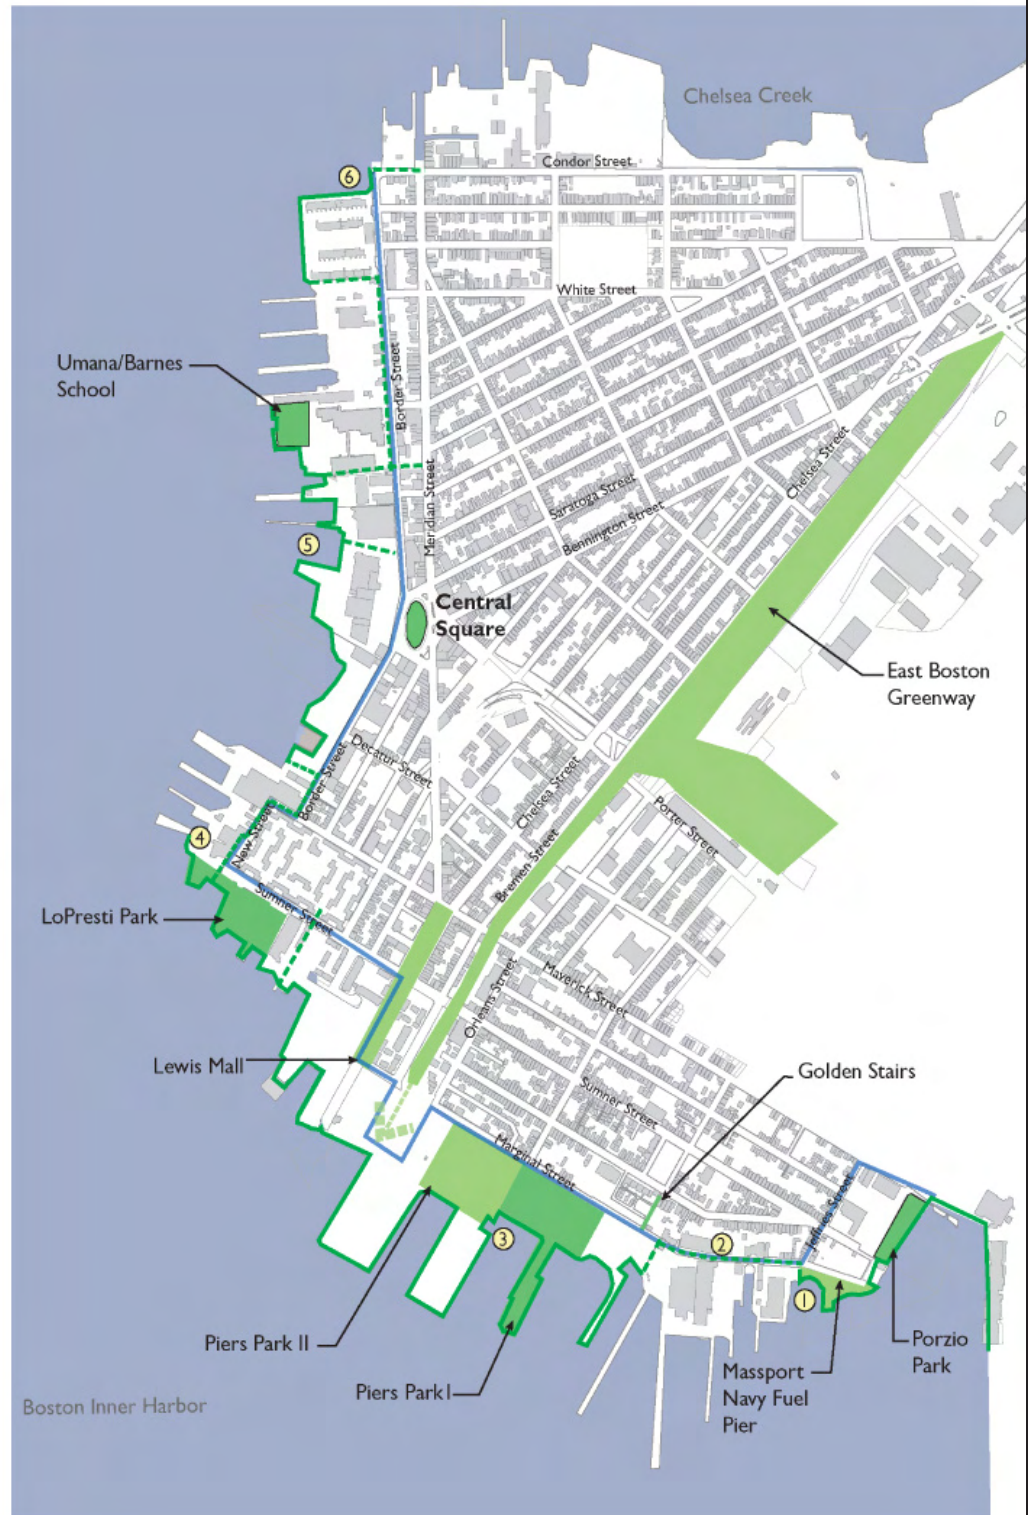 Chelsea Creek
Condor Street
6
White Street
Umana/Barnes
School
Border Street
Chelsea Street
Meridian Street
Saratoga Street
Bennington Street
5
Central
Square
East Boston
Greenway
Decatur Street
Border Street
Chelsea Street
Porter Street
New Street
4
Bremen Street
LoPresti Park
Sumner Street
Orleans Street
Maverick Street
Lewis Mall
Golden Stairs
Sumner Street
Marginal Street
Jeffries Street
3
2
1
Piers Park II
Porzio
Park
Massport
Navy Fuel
Pier
Piers Park I
Boston Inner Harbor